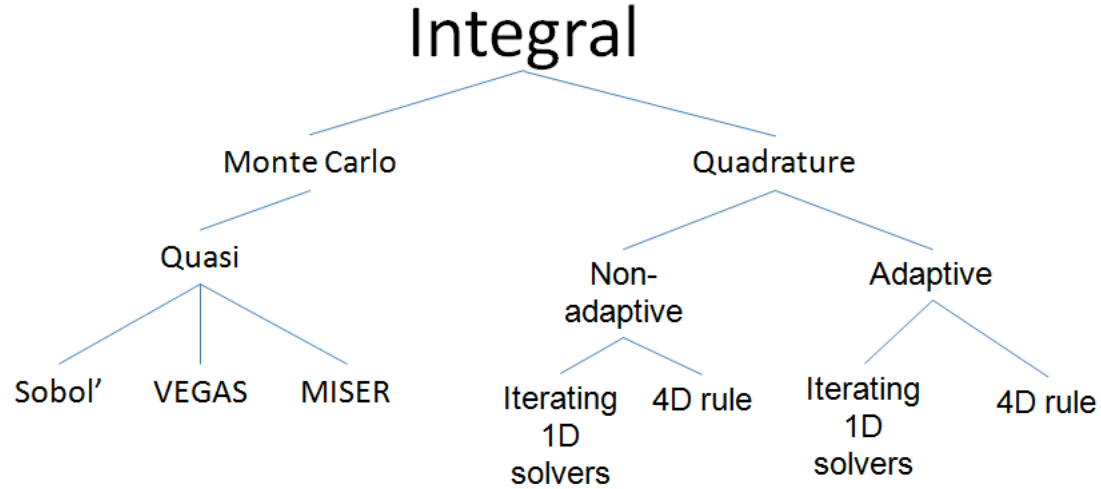 Integral
Monte Carlo
Quadrature
Quasi
Non-
adaptive
Adaptive
Sobol’
VEGAS
MISER
Iterating
1D
solvers
4D rule
Iterating
1D
solvers
4D rule